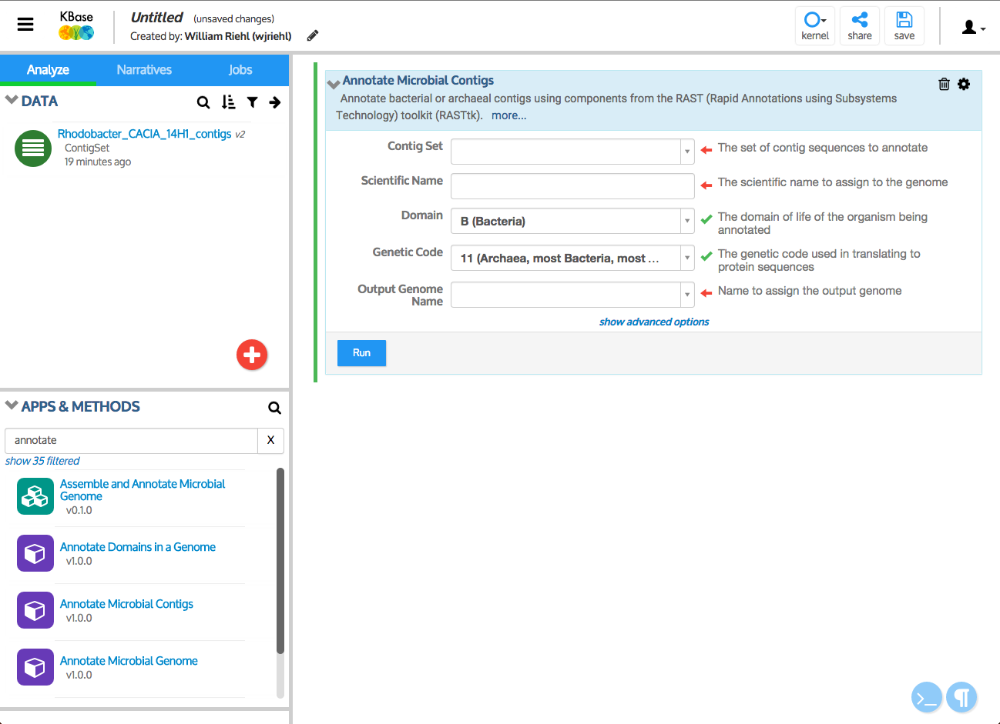 KBase
Untitled (unsaved changes)
Created by: William Riehl (wjriehl)
kernel
share
save
Analyze
Narratives
Jobs
DATA
Rhodobacter_CACIA_14H1_contigs v2
ContigSet
19 minutes ago
APPS & METHODS
annotate
X
show 35 filtered
Assemble and Annotate Microbial
Genome
v0.1.0
Annotate Domains in a Genome
v1.0.0
Annotate Microbial Contigs
v1.0.0
Annotate Microbial Genome
v1.0.0
Annotate Microbial Contigs
Annotate bacterial or archaeal contigs using components from the RAST (Rapid Annotations using Subsystems
Technology) toolkit (RASTtk). more...
Contig Set
The set of contig sequences to annotate
Scientific Name
The scientific name to assign to the genome
Domain
B (Bacteria)
The domain of life of the organism being
annotated
Genetic Code
11 (Archaea, most Bacteria, most ...
The genetic code used in translating to
protein sequences
Output Genome
Name
Name to assign the output genome
show advanced options
Run